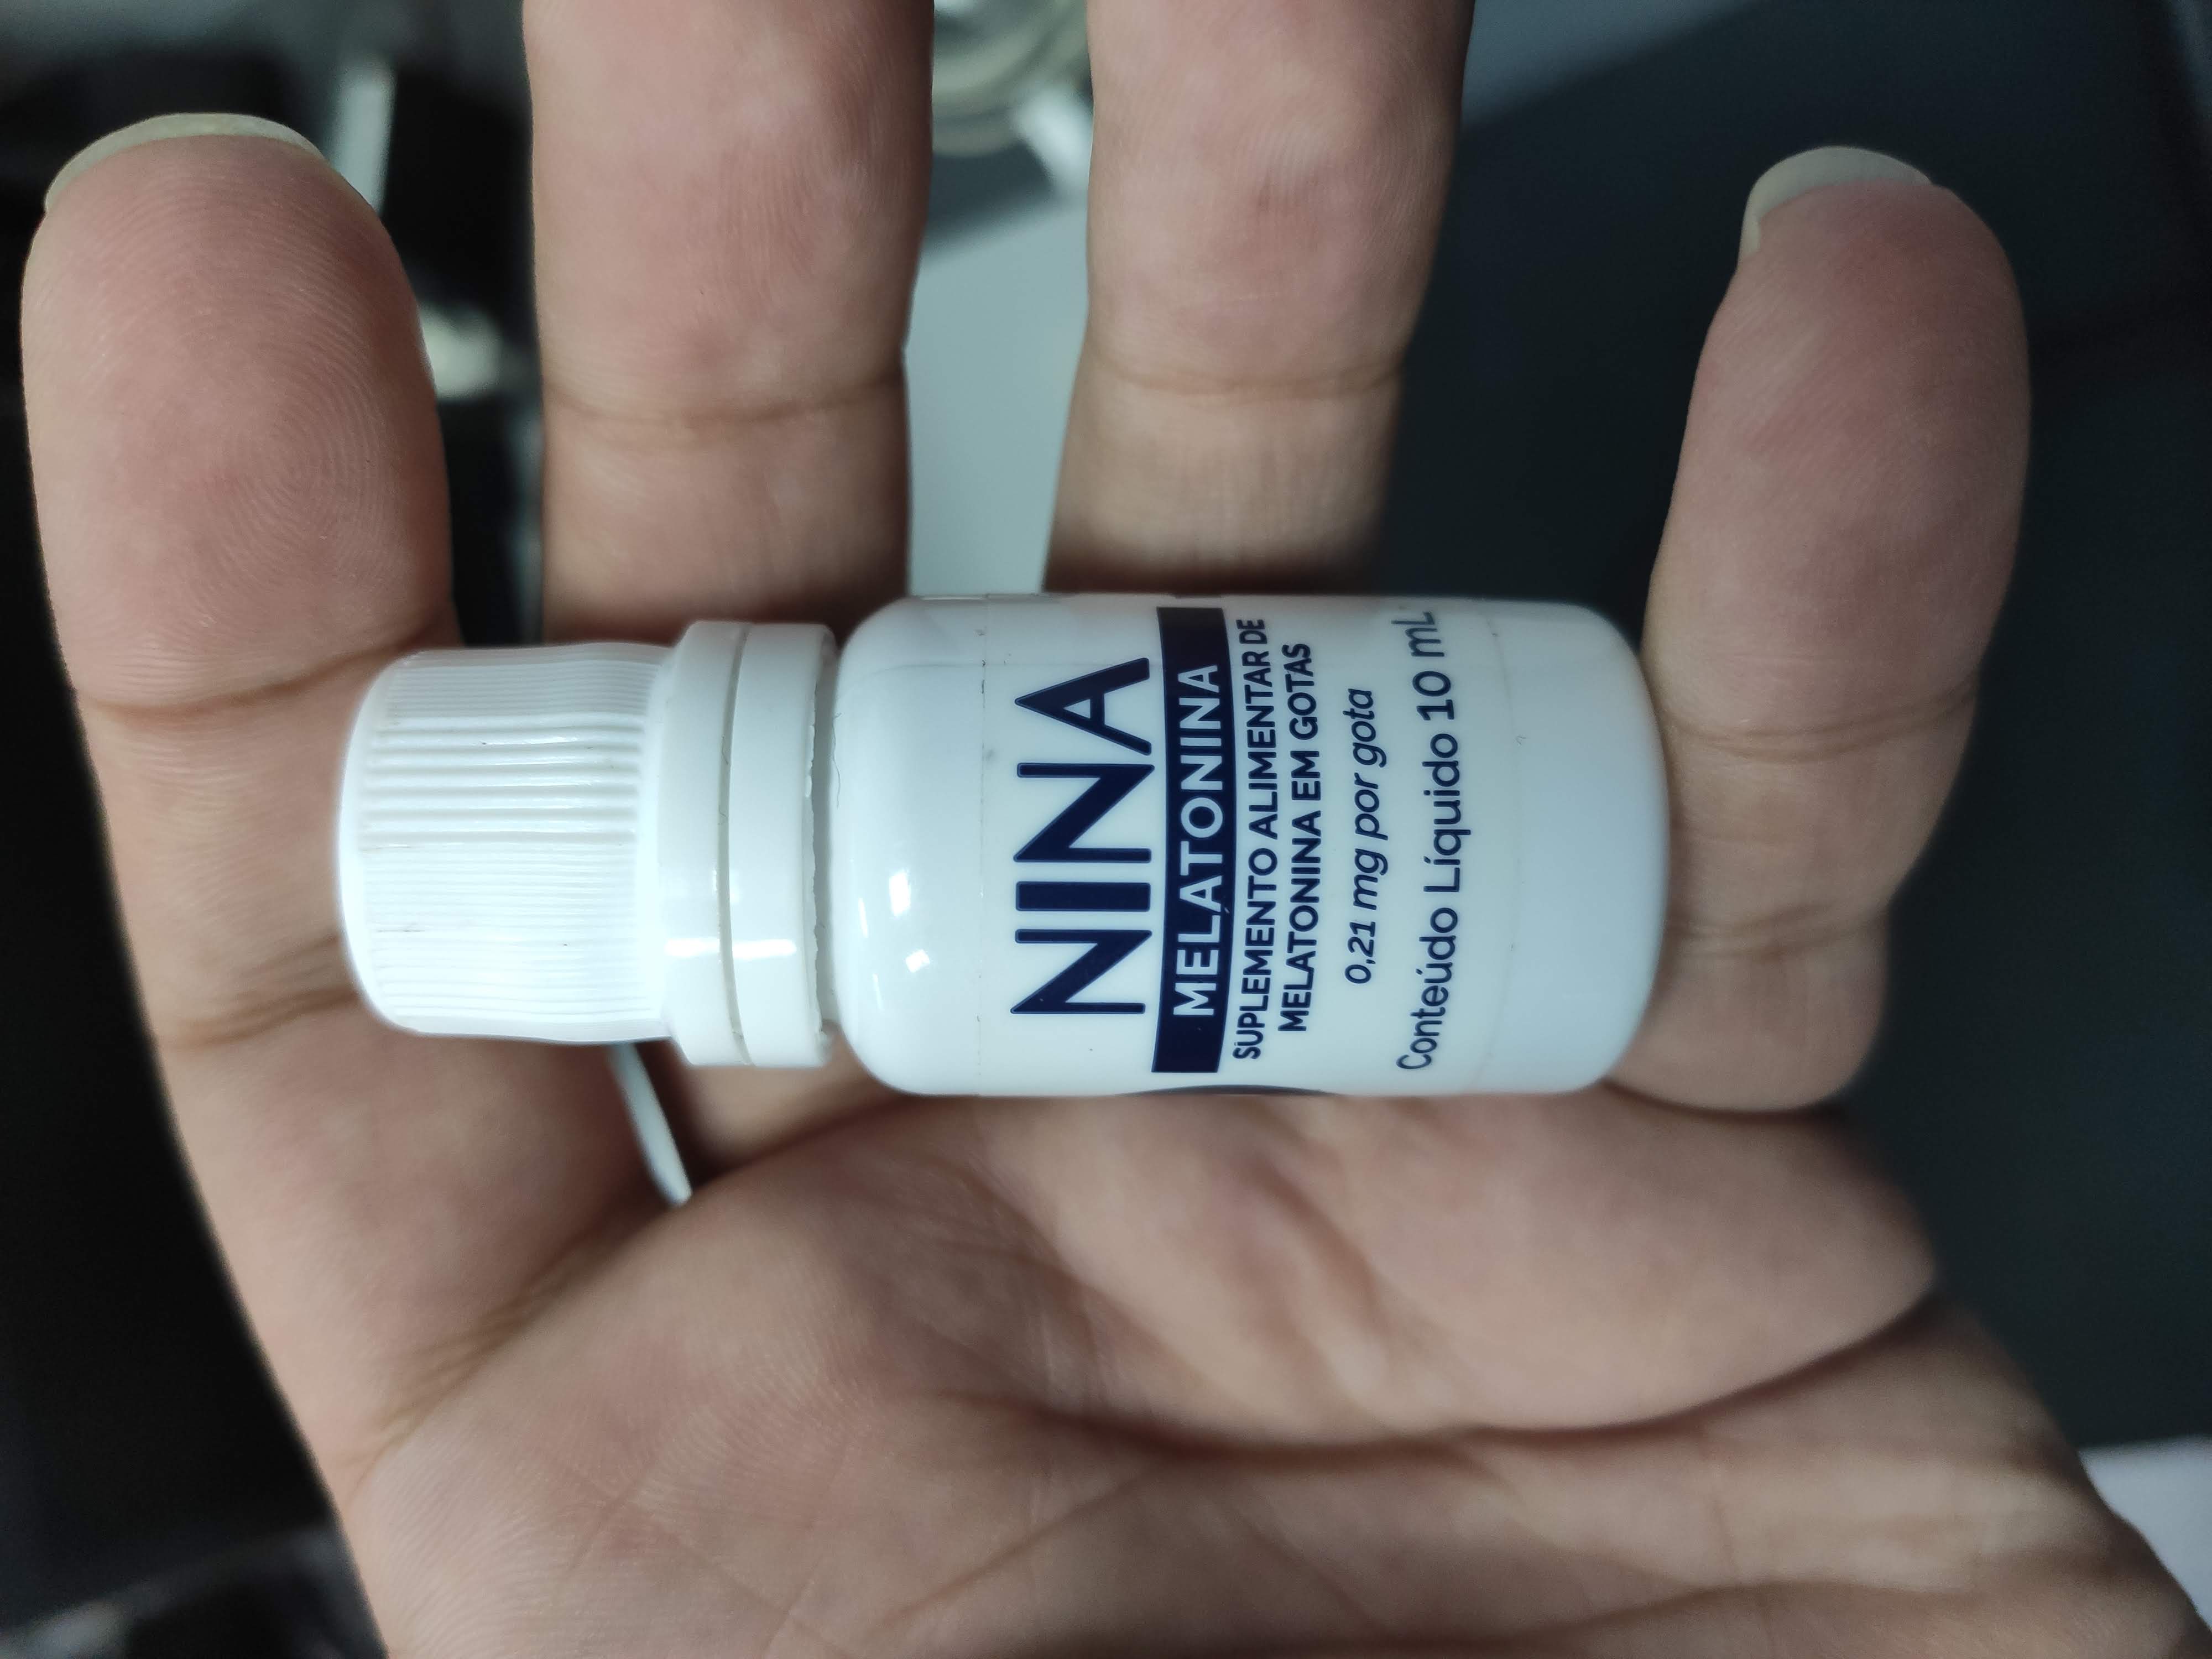 NINA
MELATONINA
SUPLEMENTO ALIMENTAR DE
MELATONINA EM GOTAS
0,21 mg por gota
Conteúdo Líquido 10 mL